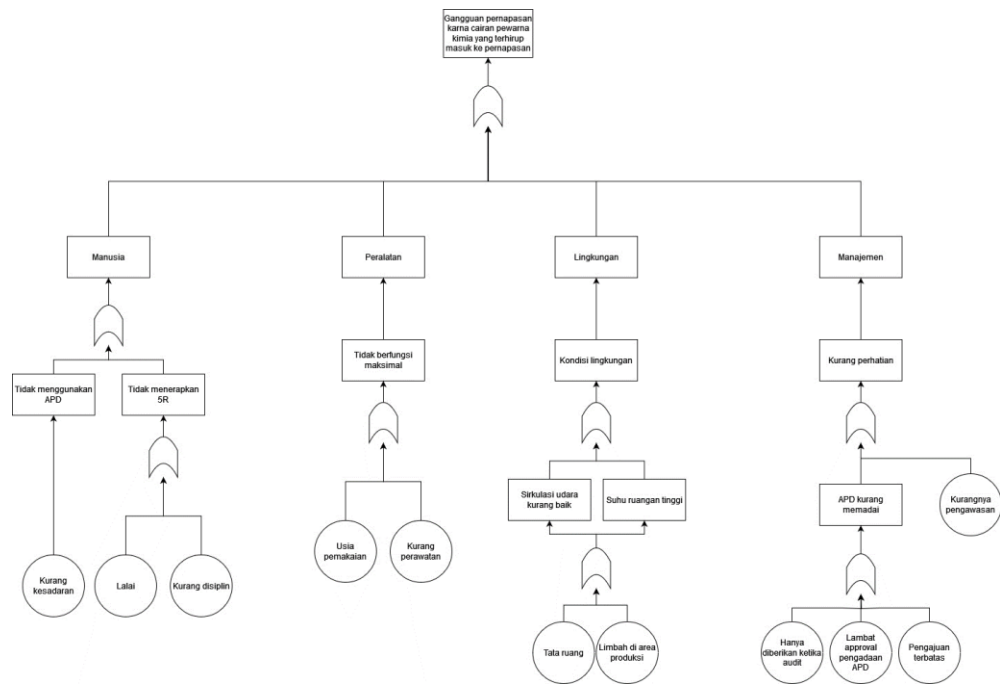 Gangguan pernapasan
karna cairan pewarna
kimia yang terhirup
masuk ke pernapasan
Manusia
Peralatan
Lingkungan
Manajemen
Tidak berfungsi
maksimal
Kondisi lingkungan
Kurang perhatian
Tidak menggunakan
APD
Tidak menerapkan
5R
Sirkulasi udara
kurang baik
Suhu ruangan tinggi
APD kurang
memadai
Kurangnya
pengawasan
Usia
pemakaian
Kurang
perawatan
Kurang
kesadaran
Lalai
Kurang disiplin
Tata ruang
Limbah di area
produksi
Hanya
diberikan ketika
audit
Lambat
approval
pengadaan
APD
Pengajuan
terbatas